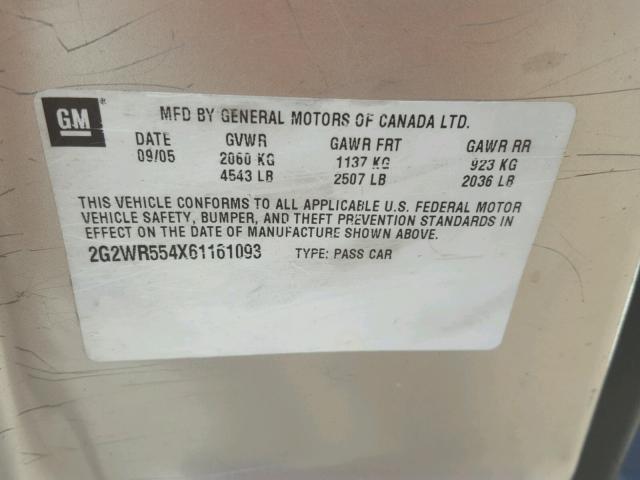 GM ® MFD BY GENERAL MOTORS OF CANADA LTD.
DATE GVWR GAWR FRT GAWR RR
09/05 2060 KG 1137 KG 923 KG
4543 LB 2507 LB 2036 LB
THIS VEHICLE CONFORMS TO ALL APPLICABLE U.S. FEDERAL MOTOR
VEHICLE SAFETY, BUMPER, AND THEFT PREVENTION STANDARDS IN
EFFECT ON THE DATE OF MANUFACTURE SHOWN ABOVE.
2G2WR554X61161093 TYPE: PASS CAR